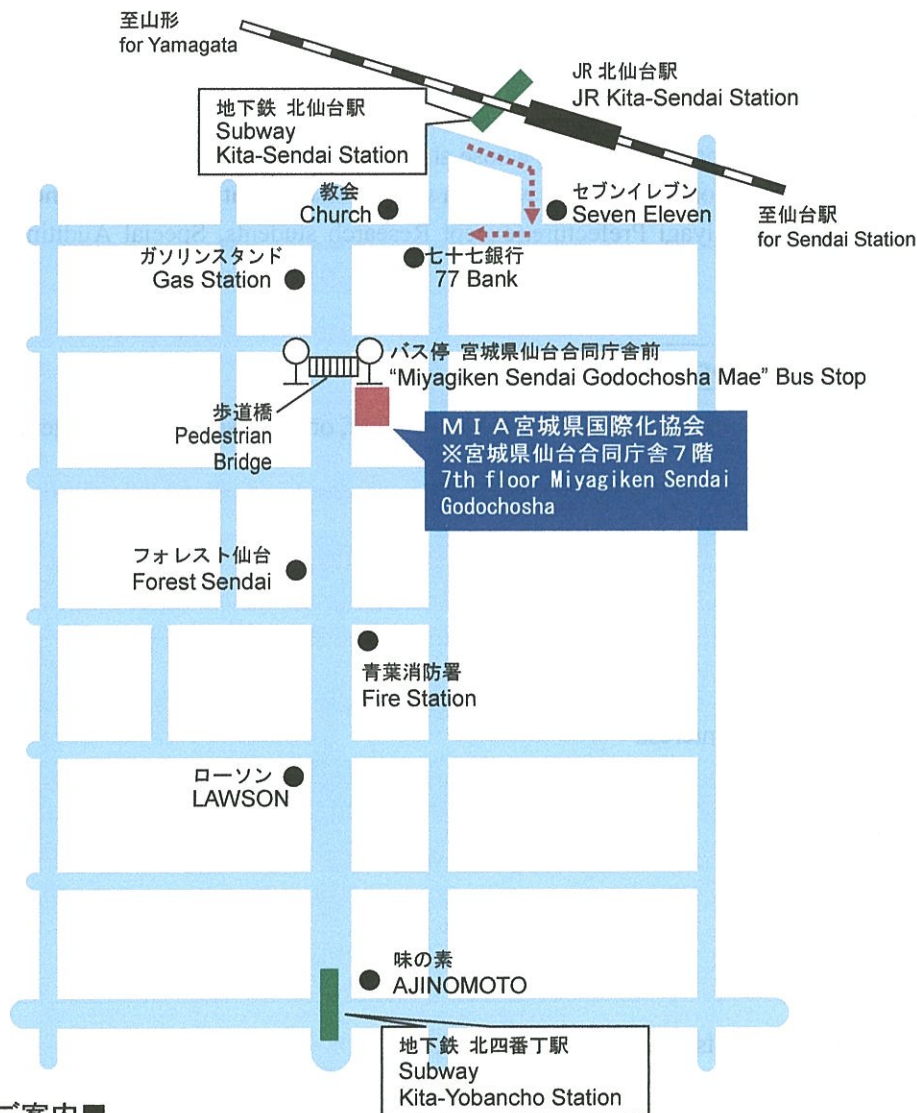 至山形
for Yamagata
JR 北仙台駅
JR Kita-Sendai Station
地下鉄 北仙台駅
Subway
Kita-Sendai Station
教会
Church
セブンイレブン
Seven Eleven
至仙台駅
for Sendai Station
ガソリンスタンド
Gas Station
七十七銀行
77 Bank
バス停 宮城県仙台合同庁舎前
“Miyagiken Sendai Godochosha Mae” Bus Stop
歩道橋
Pedestrian
Bridge
ＭＩＡ宮城県国際化協会
※宮城県仙台合同庁舎７階
7th floor Miyagiken Sendai
Godochosha
フォレスト仙台
Forest Sendai
青葉消防署
Fire Station
ローソン
LAWSON
味の素
AJINOMOTO
地下鉄 北四番丁駅
Subway
Kita-Yobancho Station